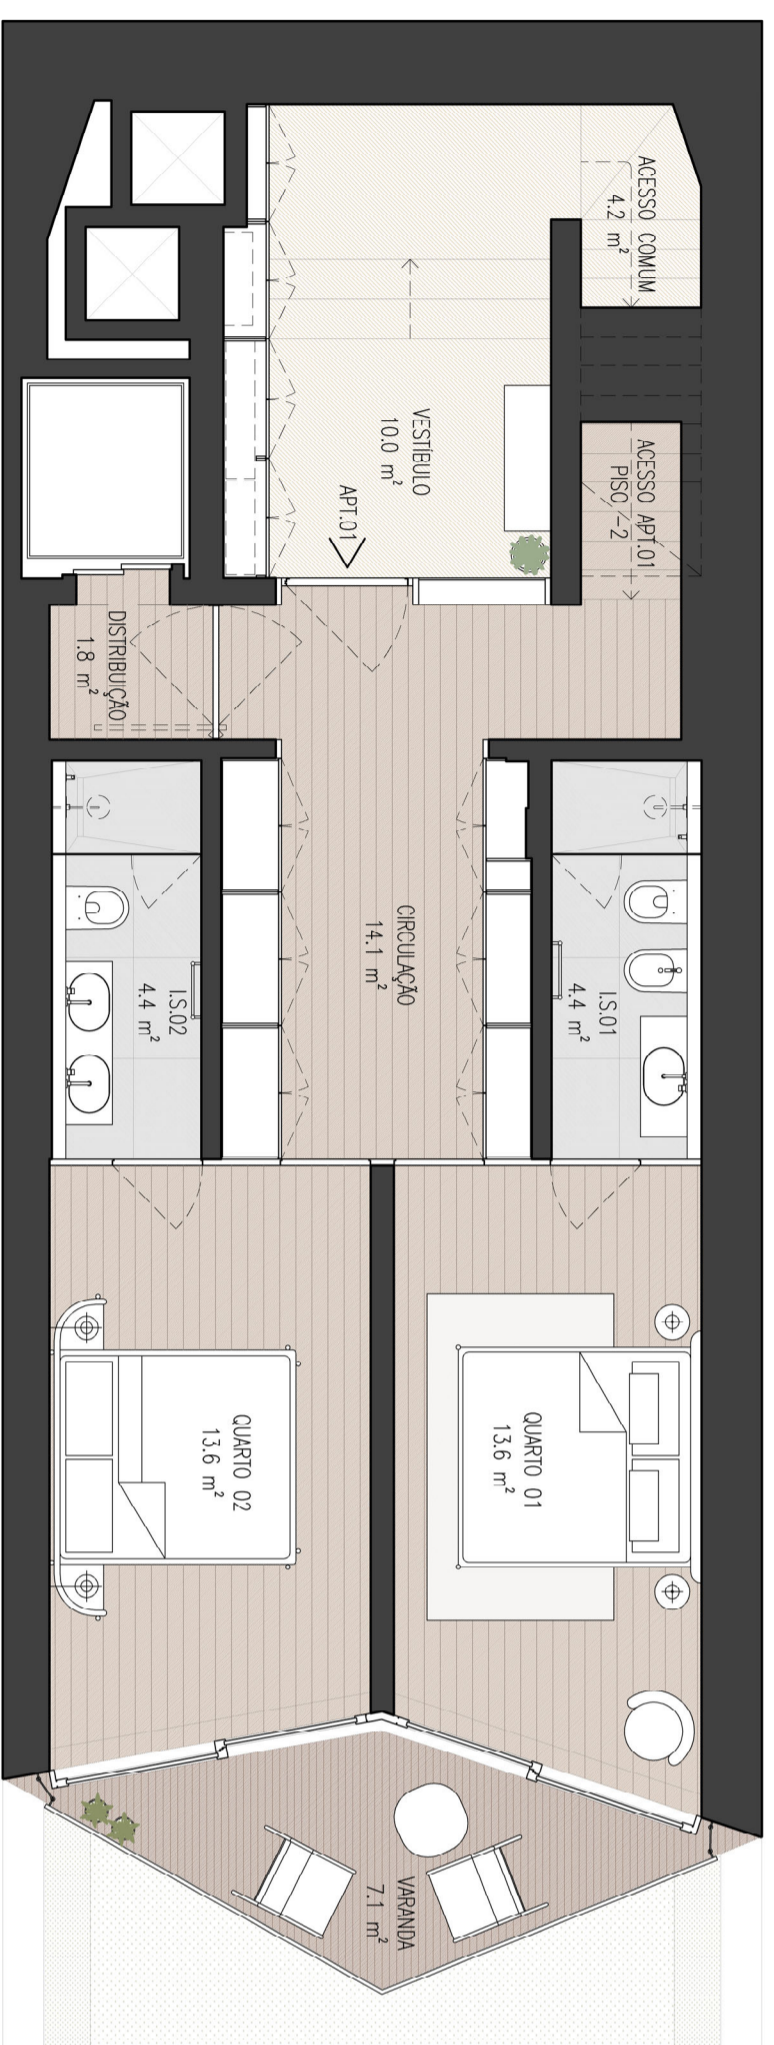 ACESSO COMUM
4.2 m²
ACESSO APT.01
PISO -2
VESTÍBULO
10.0 m²
APT.01
DISTRIBUIÇÃO
1.8 m²
CIRCULAÇÃO
14.1 m²
I.S.01
4.4 m²
I.S.02
4.4 m²
QUARTO 01
13.6 m²
QUARTO 02
13.6 m²
VARANDA
7.1 m²